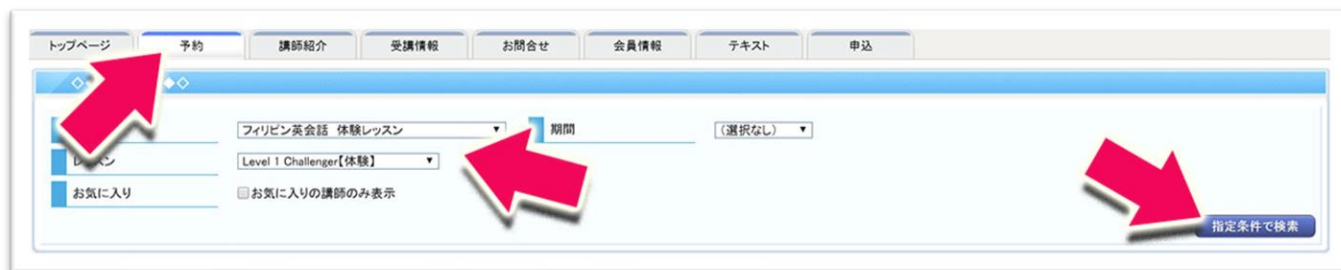 トップページ 予約 講師紹介 受講情報 お問合せ 会員情報 テキスト 申込
フィリピン英会話 体験レッスン 期間 (選択なし)
Level 1 Challenger【体験】
お気に入り お気に入りの講師のみ表示
指定条件で検索